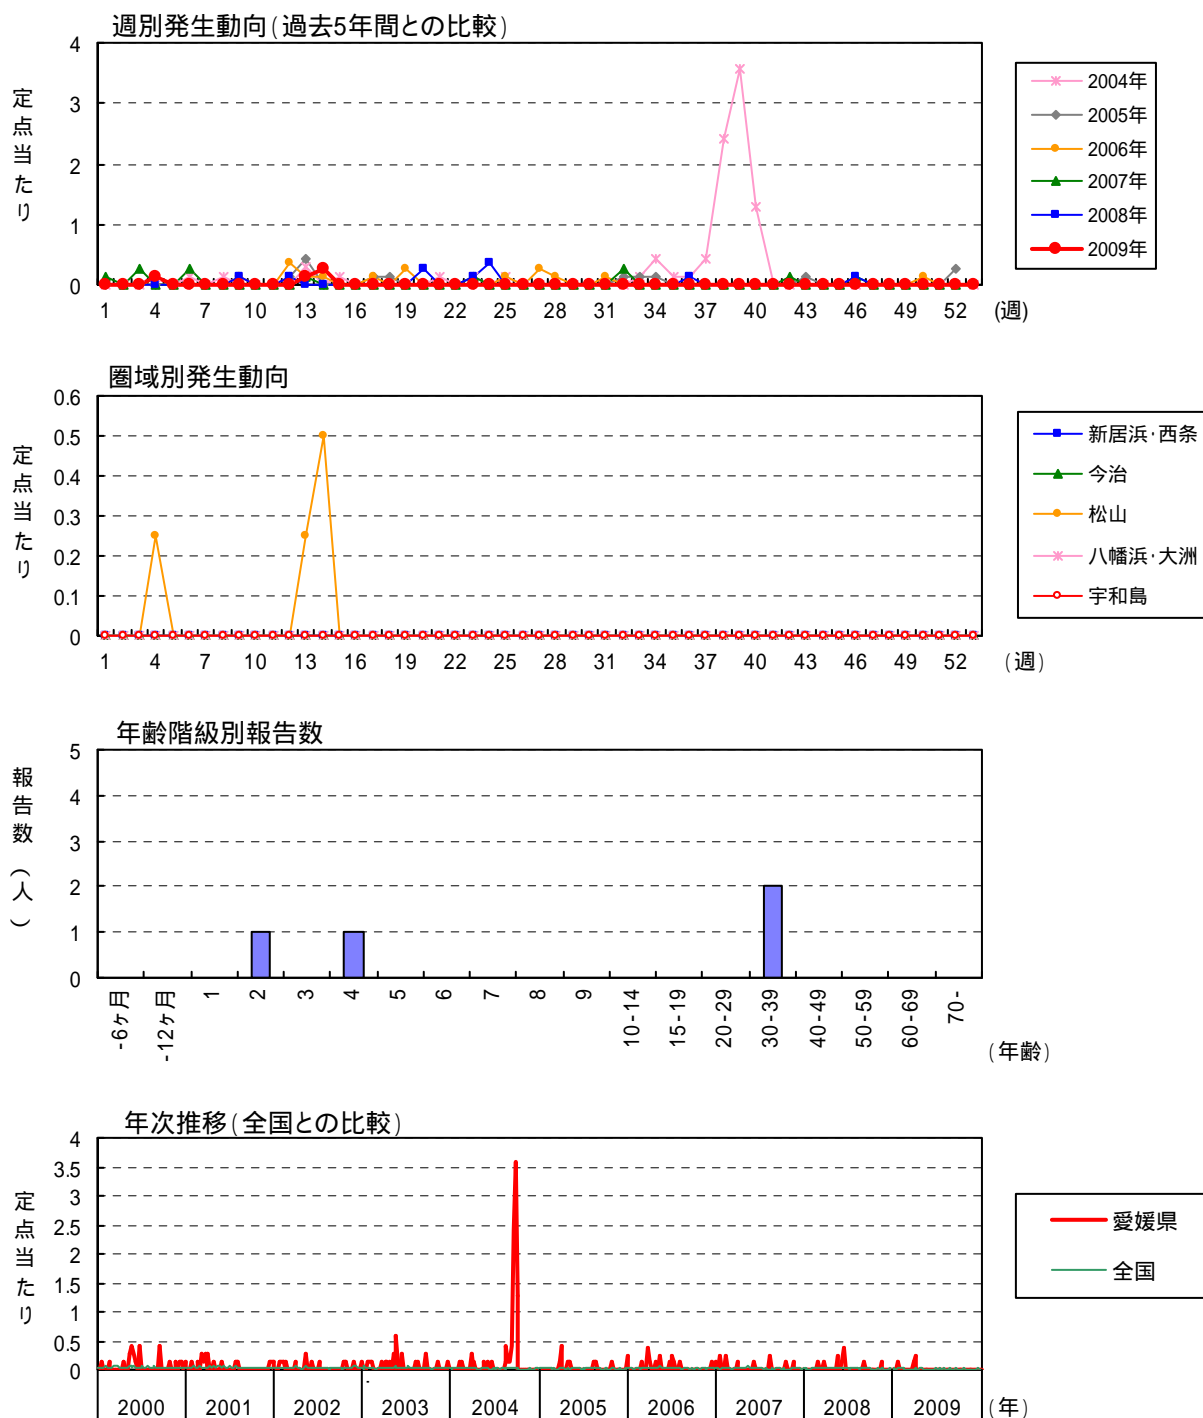 週別発生動向(過去5年間との比較)
定点当たり
4
3
2
1
0
1 4 7 10 13 16 19 22 25 28 31 34 37 40 43 46 49 52 (週)
2004年
2005年
2006年
2007年
2008年
2009年
圏域別発生動向
定点当たり
0.6
0.5
0.4
0.3
0.2
0.1
0
1 4 7 10 13 16 19 22 25 28 31 34 37 40 43 46 49 52 (週)
新居浜・西条
今治
松山
八幡浜・大洲
宇和島
年齢階級別報告数
報告数(人)
5
4
3
2
1
0
-6ヶ月 -12ヶ月 1 2 3 4 5 6 7 8 9 10-14 15-19 20-29 30-39 40-49 50-59 60-69 70-
(年齢)
年次推移(全国との比較)
定点当たり
4
3.5
3
2.5
2
1.5
1
0.5
0
2000 2001 2002 2003 2004 2005 2006 2007 2008 2009 (年)
愛媛県
全国